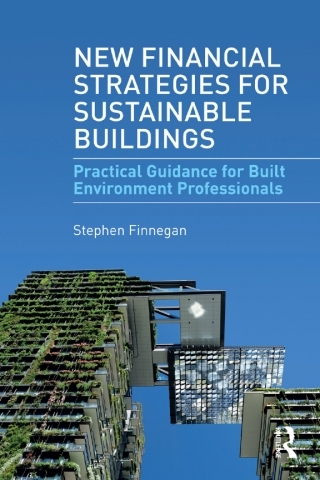 NEW FINANCIAL
STRATEGIES FOR
SUSTAINABLE
BUILDINGS
Practical Guidance for Built
Environment Professionals
Stephen Finnegan
R